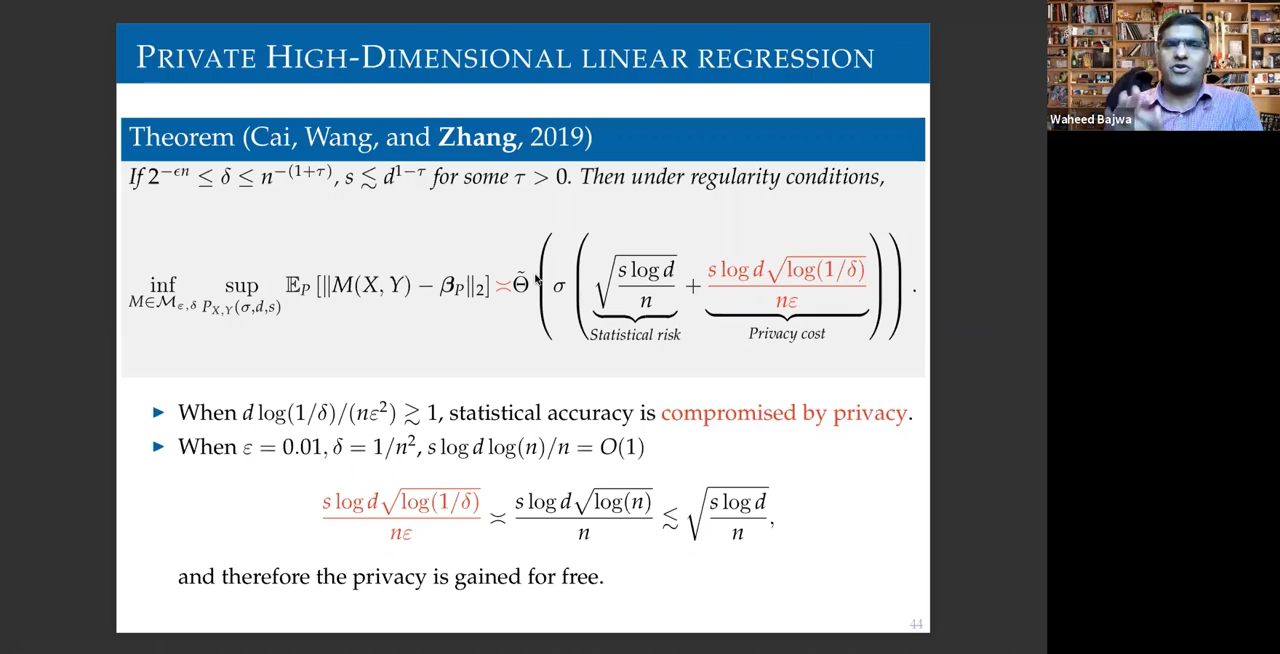 PRIVATE HIGH-DIMENSIONAL LINEAR REGRESSION
Waheed Bajwa
Theorem (Cai, Wang, and Zhang, 2019)
If 2^{−ϵn} ≤ δ ≤ n^{−(1+τ)}, s ≲ d^{1−τ} for some τ > 0. Then under regularity conditions,
inf_{M∈𝓜_{ε,δ}} sup_{P_{X,Y}(σ,d,s)} 𝔼_P [‖M(X, Y) − β_P‖_2] ≍ Θ̃ ( σ ( √(s log d / n) + s log d √(log(1/δ)) / nε ) ) .
Statistical risk Privacy cost
▶ When d log(1/δ)/(nε²) ≳ 1, statistical accuracy is compromised by privacy.
▶ When ε = 0.01, δ = 1/n², s log d log(n)/n = O(1)
s log d √(log(1/δ)) / nε ≍ s log d √(log(n)) / n ≲ √(s log d / n),
and therefore the privacy is gained for free.
44